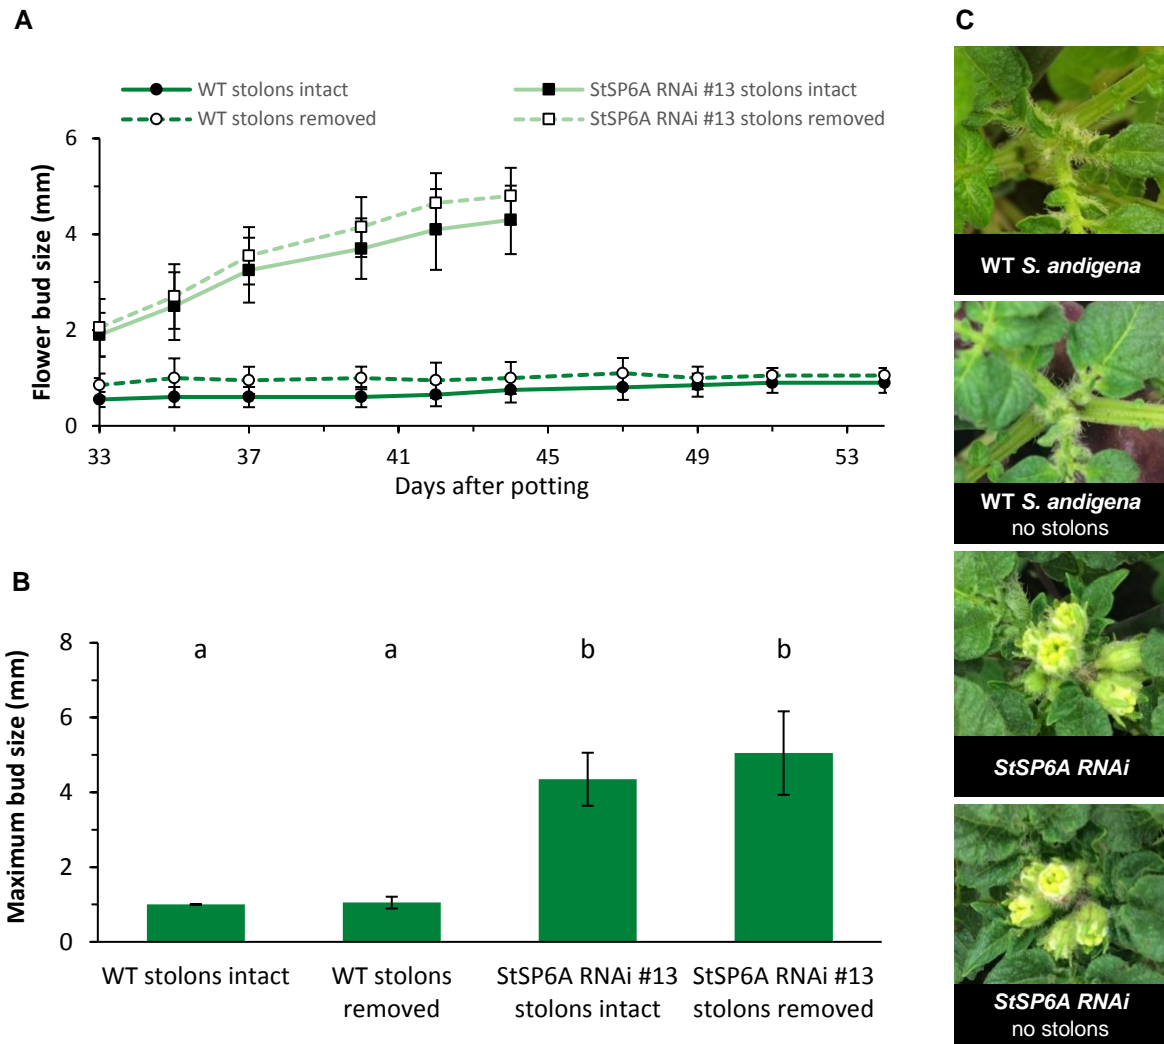 A
WT stolons intact
StSP6A RNAi #13 stolons intact
WT stolons removed
StSP6A RNAi #13 stolons removed
6
4
2
0
Flower bud size (mm)
33 37 41 45 49 53
Days after potting
B
8
6
4
2
0
Maximum bud size (mm)
a a b b
WT stolons intact
WT stolons
removed
StSP6A RNAi #13
stolons intact
StSP6A RNAi #13
stolons removed
C
WT S. andigena
WT S. andigena
no stolons
StSP6A RNAi
StSP6A RNAi
no stolons